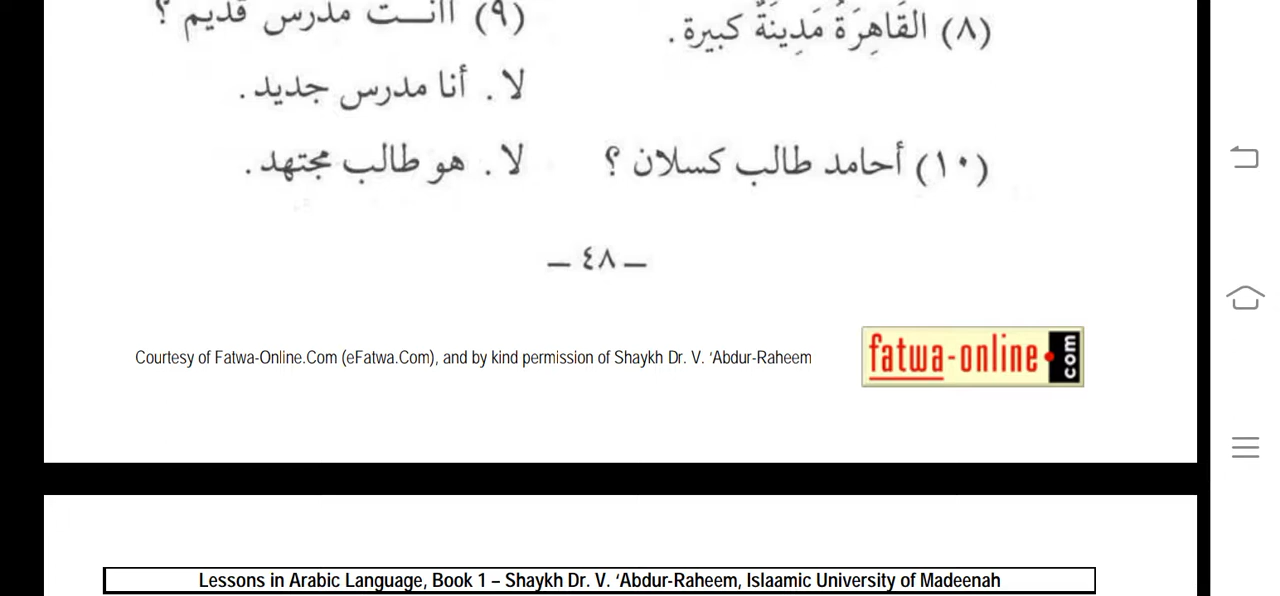 (٨) القَاهِرَةُ مَدِينَةٌ كبيرة .
(٩) أأنـت مدرس قديم ؟
لا . أنا مدرس جديد .
(١٠) أحامد طالب كسلان ؟ لا . هو طالب مجتهد .
– ٤٨ –
Courtesy of Fatwa-Online.Com (eFatwa.Com), and by kind permission of Shaykh Dr. V. ‘Abdur-Raheem
fatwa-online.com
Lessons in Arabic Language, Book 1 – Shaykh Dr. V. ‘Abdur-Raheem, Islaamic University of Madeenah